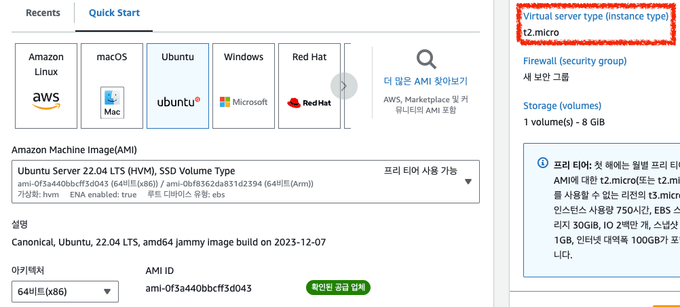 Recents
Quick Start
Amazon
Linux
aws
macOS
Mac
Ubuntu
ubuntu
Windows
Microsoft
Red Hat
Red Hat
더 많은 AMI 찾아보기
AWS, Marketplace 및 커
뮤니티의 AMI 포함
Amazon Machine Image(AMI)
Ubuntu Server 22.04 LTS (HVM), SSD Volume Type
프리 티어 사용 가능
ami-0f3a440bbcff3d043 (64비트(x86)) / ami-0bf8362da831d2394 (64비트(Arm))
가상화: hvm ENA enabled: true 루트 디바이스 유형: ebs
설명
Canonical, Ubuntu, 22.04 LTS, amd64 jammy image build on 2023-12-07
아키텍처
AMI ID
64비트(x86)
ami-0f3a440bbcff3d043
확인된 공급 업체
Virtual server type (instance type)
t2.micro
Firewall (security group)
새 보안 그룹
Storage (volumes)
1 volume(s) - 8 GiB
프리 티어: 첫 해에는 월별 프리 티
AMI에 대한 t2.micro(또는 t2.mi
를 사용할 수 없는 리전의 t3.micro
인스턴스 사용량 750시간, EBS 스
리지 30GiB, IO 2백만 개, 스냅샷
1GB, 인터넷 대역폭 100GB가 포
니다.